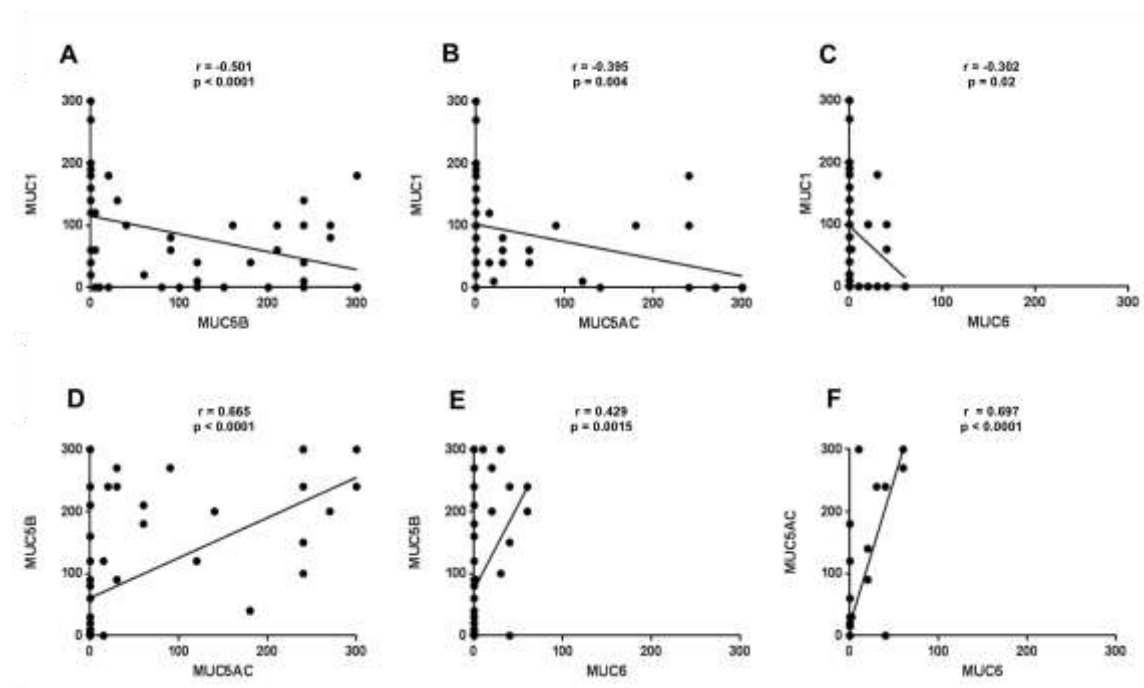 A
r = -0.501
p < 0.0001
300
200
100
0
MUC1
0 100 200 300
MUC5B
B
r = -0.395
p = 0.004
300
200
100
0
MUC1
0 100 200 300
MUC5AC
C
r = -0.302
p = 0.02
300
200
100
0
MUC1
0 100 200 300
MUC6
D
r = 0.665
p < 0.0001
300
200
100
0
MUC5B
0 100 200 300
MUC5AC
E
r = 0.429
p = 0.0015
300
200
100
0
MUC5B
0 100 200 300
MUC6
F
r = 0.697
p < 0.0001
300
200
100
0
MUC5AC
0 100 200 300
MUC6